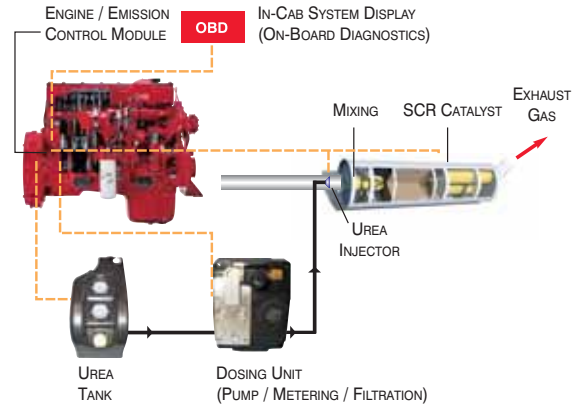 ENGINE / EMISSION
CONTROL MODULE
OBD
IN-CAB SYSTEM DISPLAY
(ON-BOARD DIAGNOSTICS)
EXHAUST
GAS
MIXING
SCR CATALYST
UREA
INJECTOR
UREA
TANK
DOSING UNIT
(PUMP / METERING / FILTRATION)